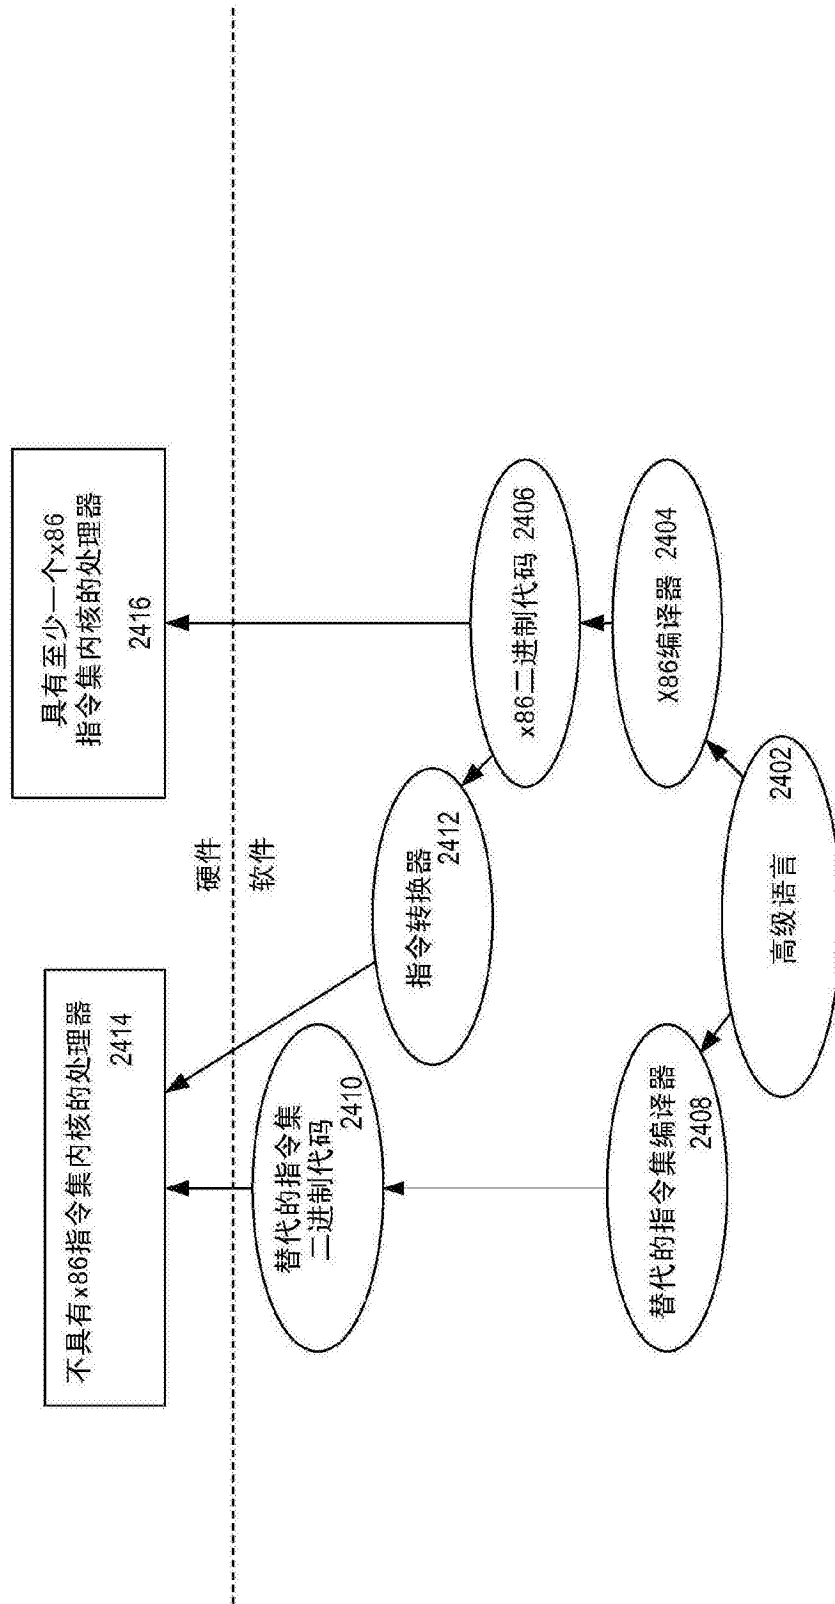 不具有x86指令集内核的处理器
2414
具有至少一个x86
指令集内核的处理器
2416
硬件
软件
替代的指令集
二进制代码
2410
指令转换器
2412
x86二进制代码 2406
替代的指令集编译器
2408
X86编译器 2404
高级语言
2402